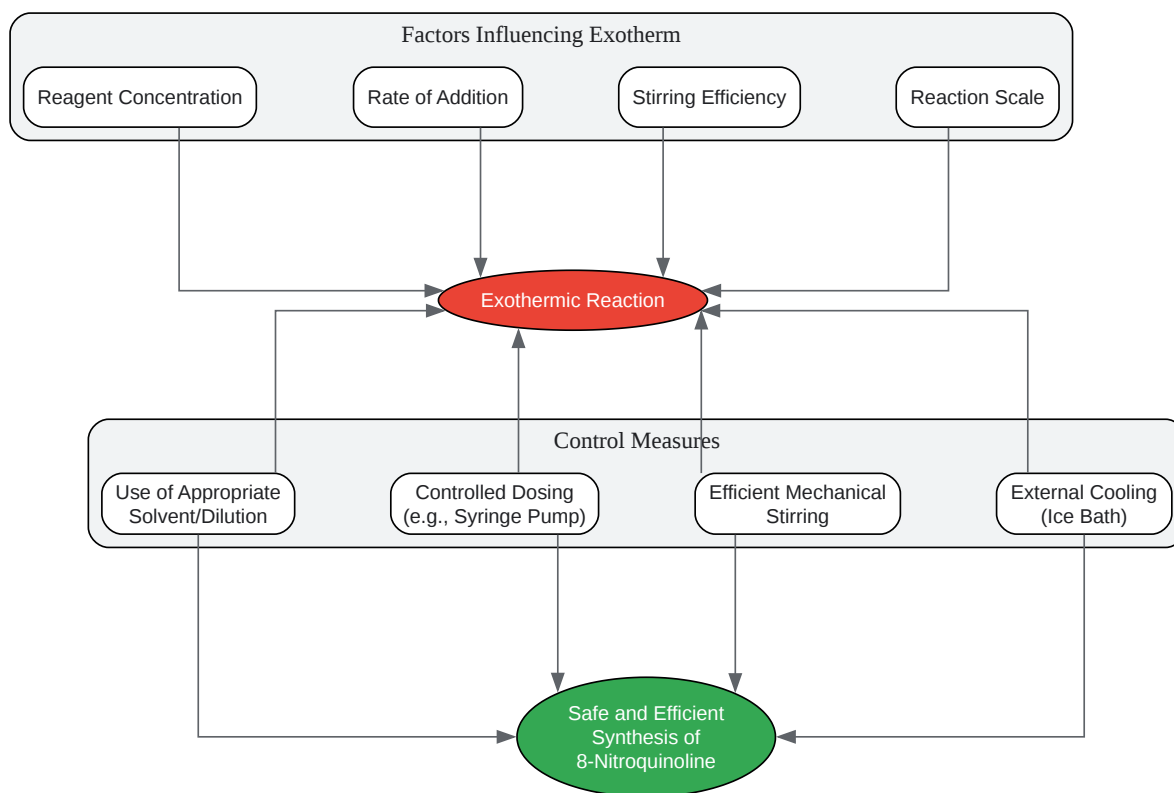 Factors Influencing Exotherm
Reagent Concentration
Rate of Addition
Stirring Efficiency
Reaction Scale
Exothermic Reaction
Control Measures
Use of Appropriate
Solvent/Dilution
Controlled Dosing
(e.g., Syringe Pump)
Efficient Mechanical
Stirring
External Cooling
(Ice Bath)
Safe and Efficient
Synthesis of
8-Nitroquinoline